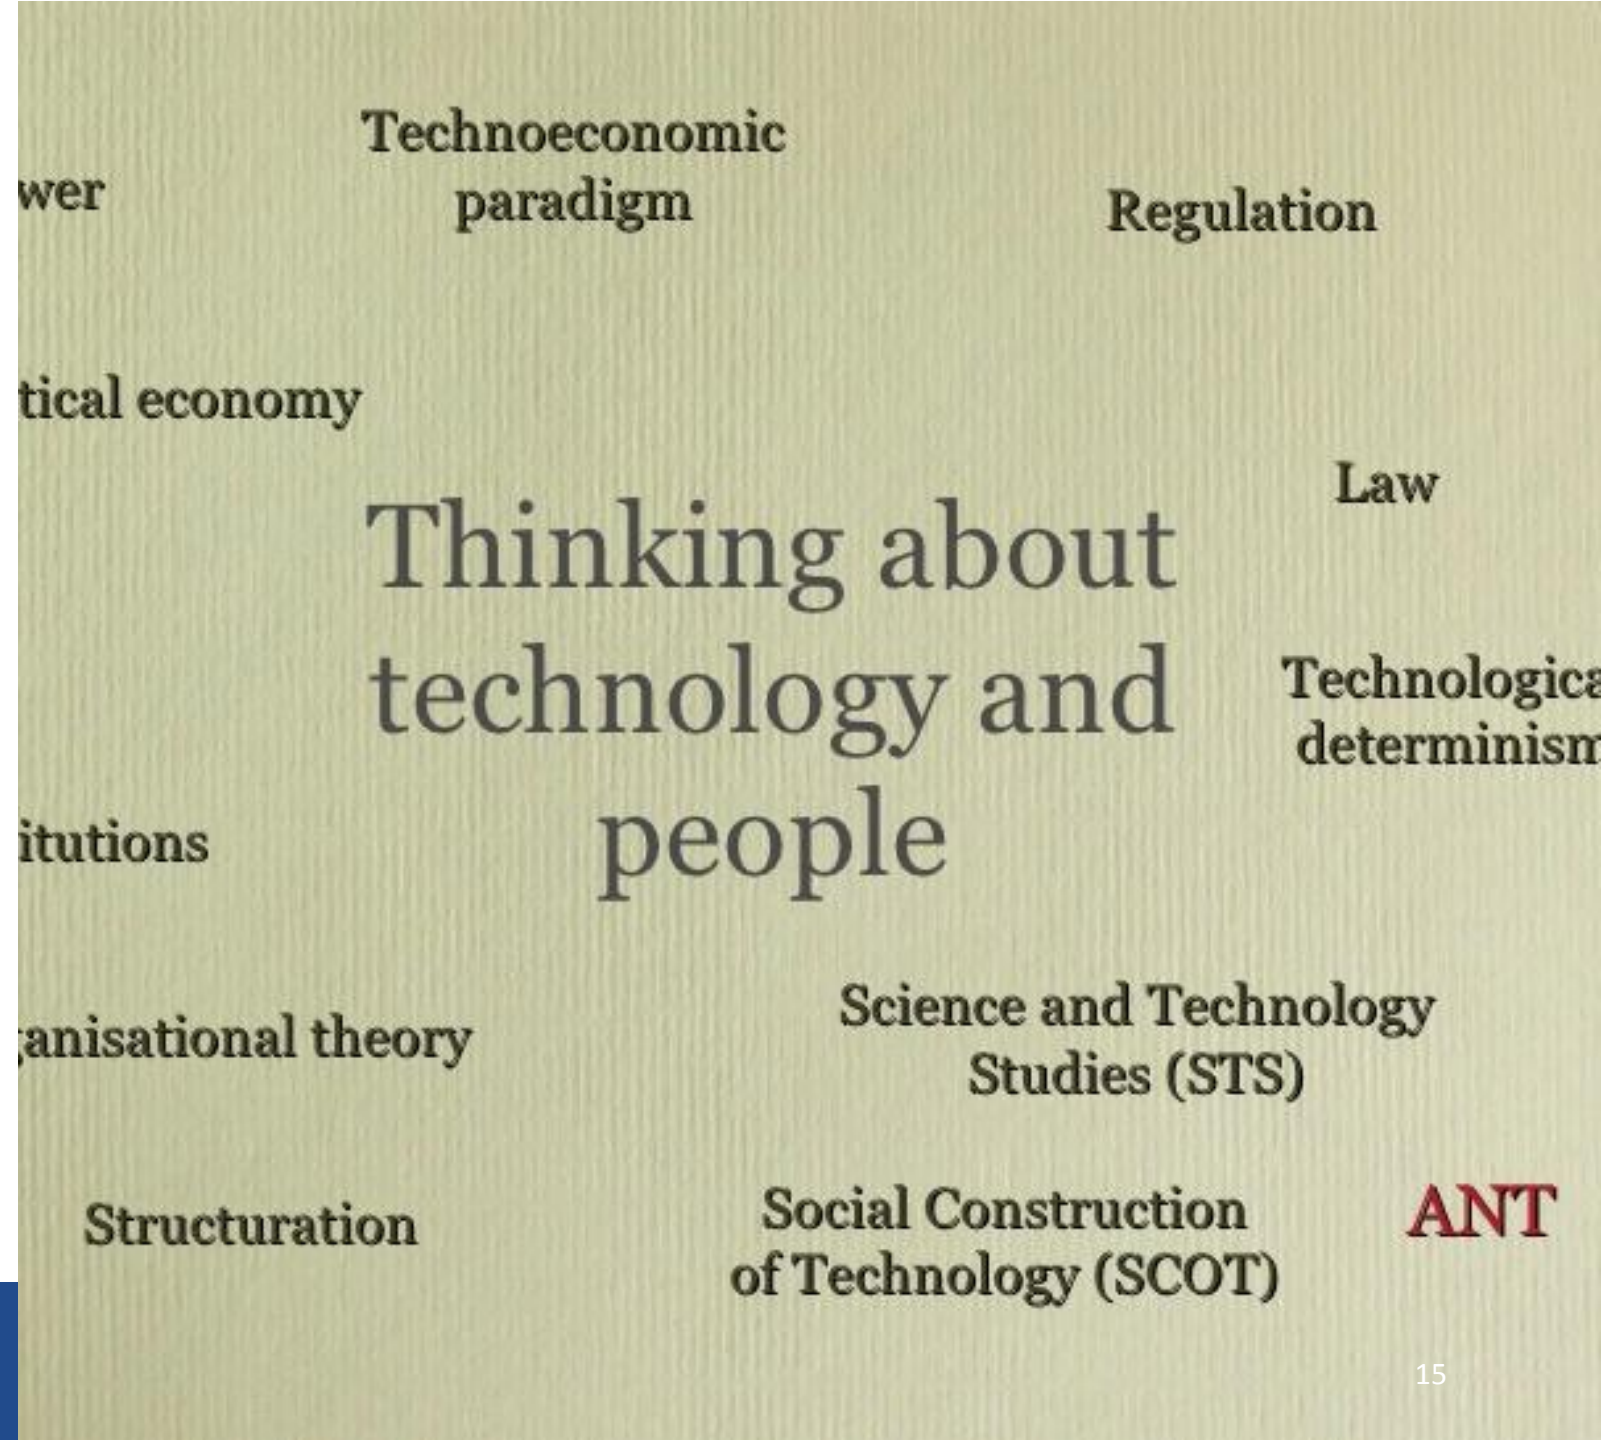 Technoeconomic
paradigm
wer
Regulation
tical economy
Law
Thinking about
technology and
people
Technologica
determinism
itutions
Science and Technology
Studies (STS)
anisational theory
Structuration
Social Construction
of Technology (SCOT)
ANT
15